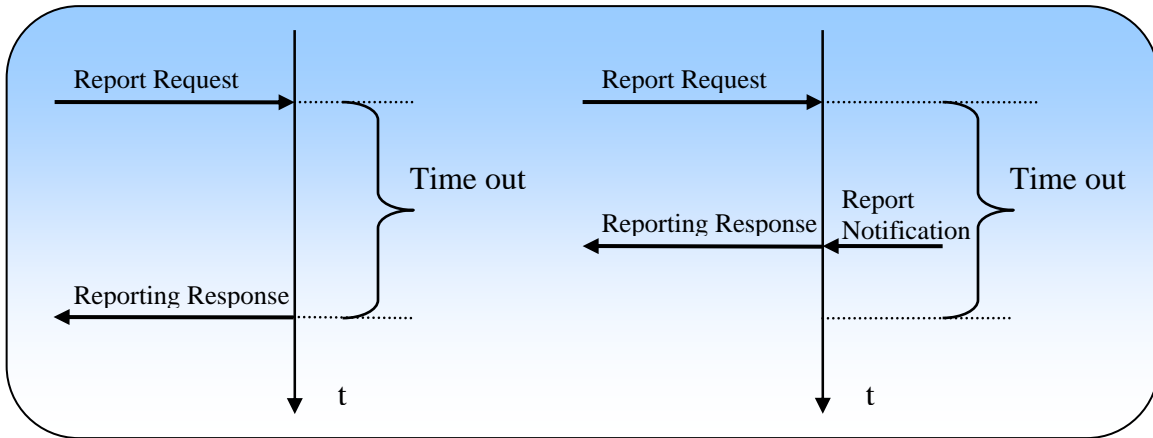 Report Request
Time out
Reporting Response
t
Report Request
Time out
Report
Notification
Reporting Response
t